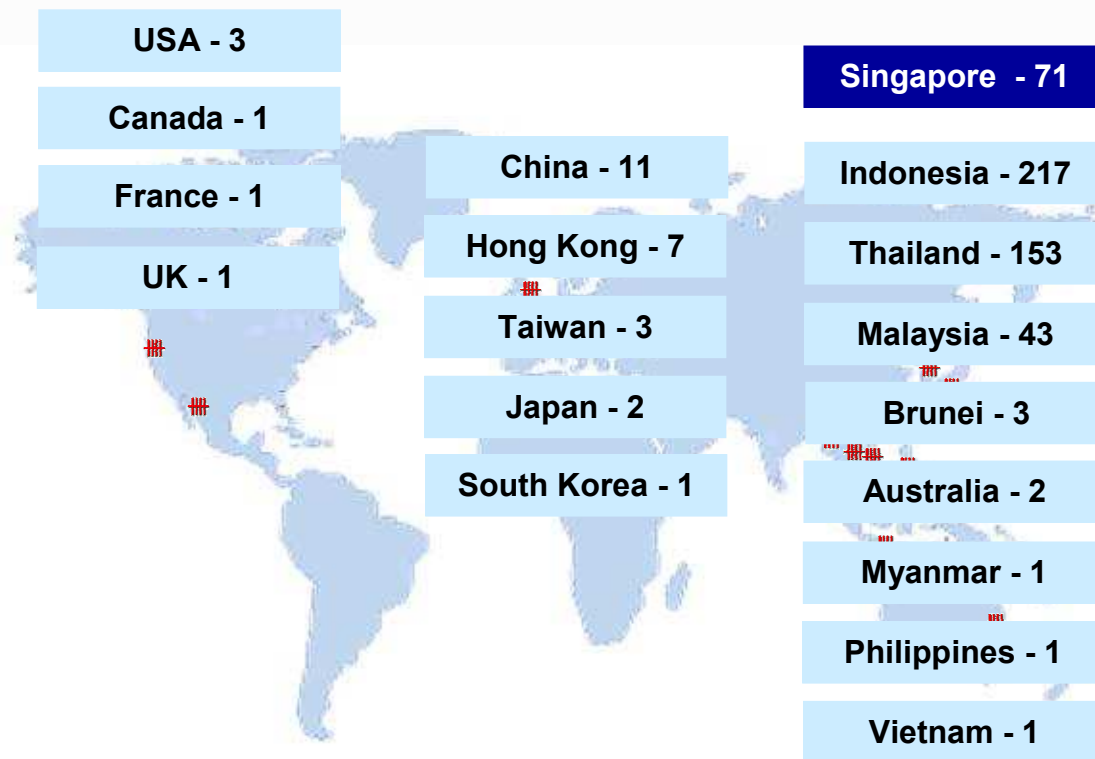 USA - 3
Canada - 1
France - 1
UK - 1
China - 11
Hong Kong - 7
Taiwan - 3
Japan - 2
South Korea - 1
Singapore - 71
Indonesia - 217
Thailand - 153
Malaysia - 43
Brunei - 3
Australia - 2
Myanmar - 1
Philippines - 1
Vietnam - 1